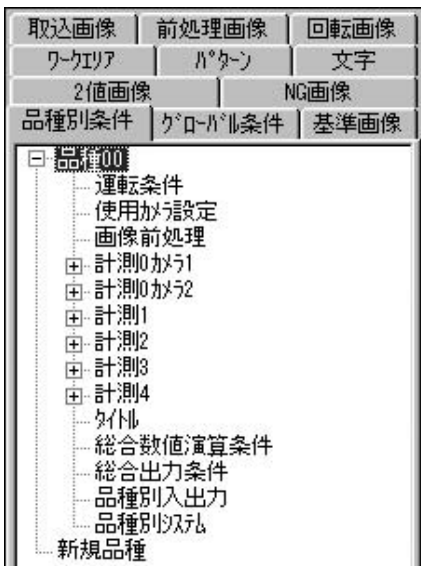 取込画像 前処理画像 回転画像
ﾜｰｸｴﾘｱ ﾊﾟﾀｰﾝ 文字
2値画像 NG画像
品種別条件 ｸﾞﾛｰﾊﾞﾙ条件 基準画像
品種00
運転条件
使用ｶﾒﾗ設定
画像前処理
計測0ｶﾒﾗ1
計測0ｶﾒﾗ2
計測1
計測2
計測3
計測4
ﾀｲﾄﾙ
総合数値演算条件
総合出力条件
品種別入出力
品種別ｼｽﾃﾑ
新規品種